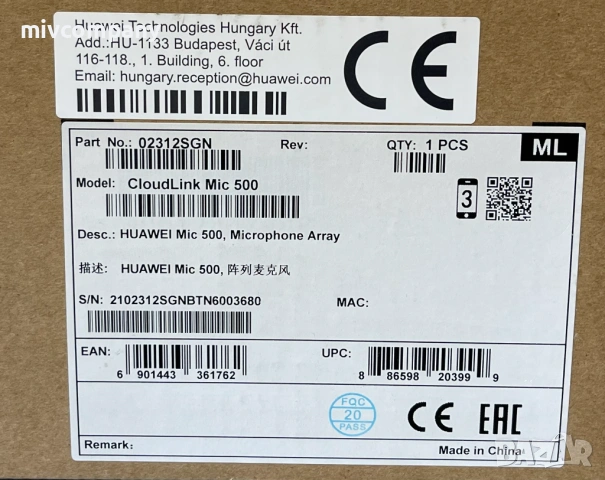 mivcompany
Huawei Technologies Hungary Kft.
Add.:HU-1133 Budapest, Váci út
116-118., 1. Building, 6. floor
Email: hungary.reception@huawei.com
CE
Part No.: 02312SGN Rev: QTY: 1 PCS ML
Model: CloudLink Mic 500
3
Desc.: HUAWEI Mic 500, Microphone Array
描述: HUAWEI Mic 500, 阵列麦克风
S/N: 2102312SGNBTN6003680 MAC:
EAN: 6 901443 361762 UPC: 8 86598 20399 9
FQC
20
PASS
CE EAC
Remark: Made in China
BAZAR